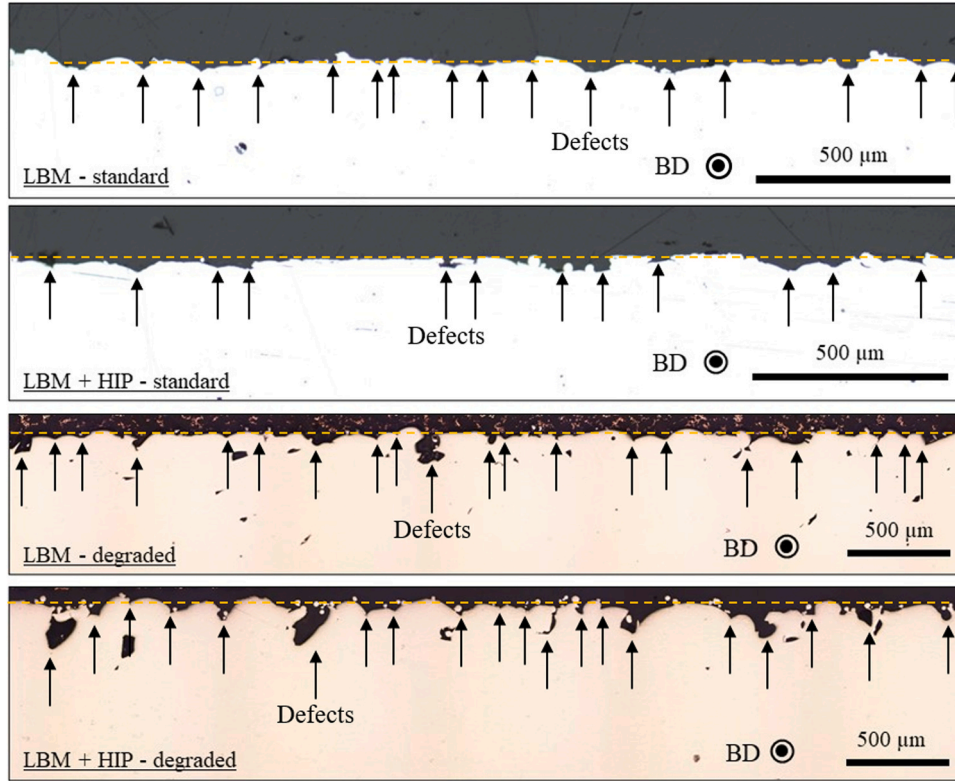 Defects
500 μm
BD
LBM - standard
500 μm
Defects
BD
LBM + HIP - standard
500 μm
Defects
BD
LBM - degraded
500 μm
Defects
BD
LBM + HIP - degraded